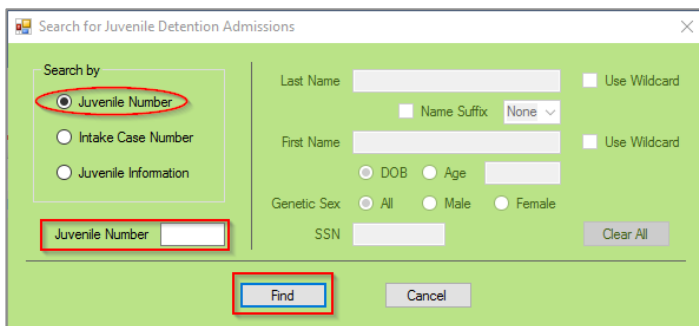 Search for Juvenile Detention Admissions
Search by
Juvenile Number
Intake Case Number
Juvenile Information
Juvenile Number
Last Name
Use Wildcard
Name Suffix
None
First Name
Use Wildcard
DOB
Age
Genetic Sex
All
Male
Female
SSN
Clear All
Find
Cancel